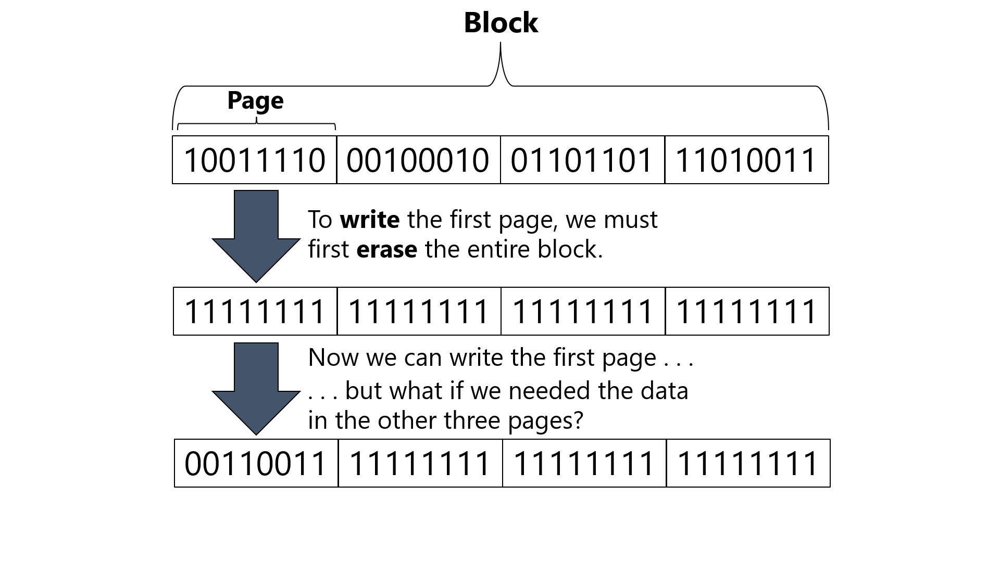 Block
Page
10011110 00100010 01101101 11010011
To write the first page, we must
first erase the entire block.
11111111 11111111 11111111 11111111
Now we can write the first page . . .
. . . but what if we needed the data
in the other three pages?
00110011 11111111 11111111 11111111